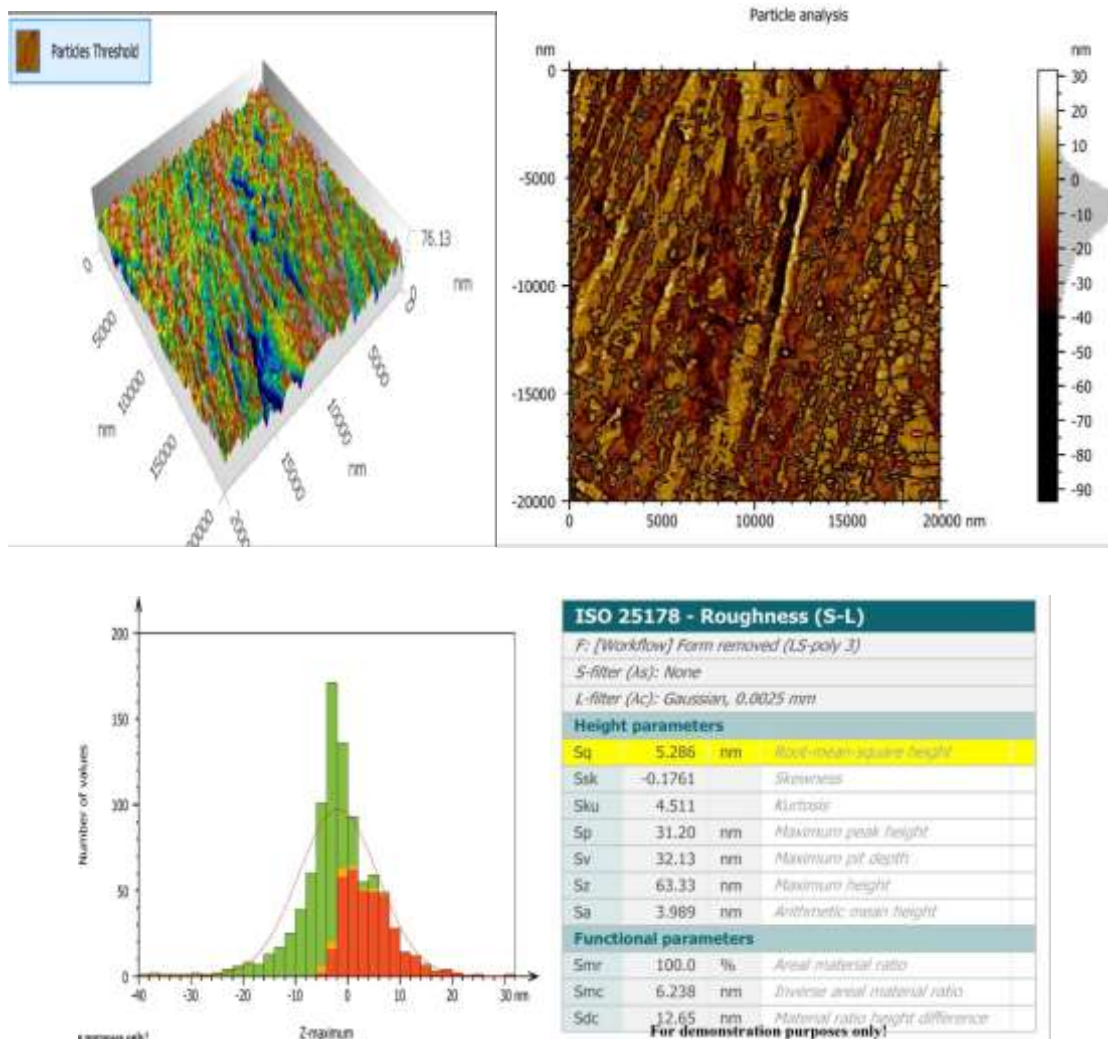 Particles Threshold
76.13
nm
0
0
5000
10000
15000
nm
5000
10000
15000
nm
Particle analysis
nm
0
-5000
-10000
-15000
-20000
0 5000 10000 15000 20000 nm
nm
30
20
10
0
-10
-20
-30
-40
-50
-60
-70
-80
-90
Number of values
200
150
100
50
0
-40 -30 -20 -10 0 10 20 30 nm
Z-maximum
ISO 25178 - Roughness (S-L)
F: [Workflow] Form removed (LS-poly 3)
S-filter (λs): None
L-filter (λc): Gaussian, 0.0025 mm
Height parameters
Sq 5.286 nm Root-mean-square height
Ssk -0.1761 Skewness
Sku 4.511 Kurtosis
Sp 31.20 nm Maximum peak height
Sv 32.13 nm Maximum pit depth
Sz 63.33 nm Maximum height
Sa 3.989 nm Arithmetic mean height
Functional parameters
Smr 100.0 % Areal material ratio
Smc 6.238 nm Inverse areal material ratio
Sdc 12.65 nm Material ratio height difference
For demonstration purposes only!